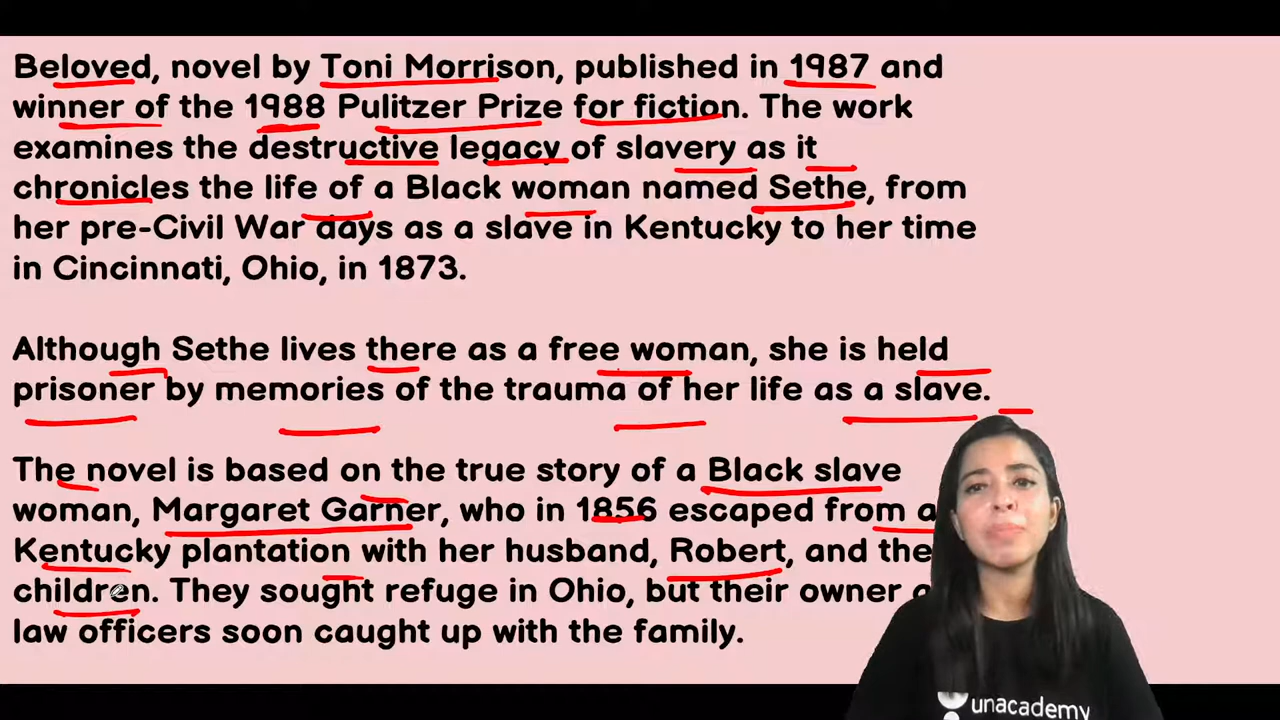 Beloved, novel by Toni Morrison, published in 1987 and
winner of the 1988 Pulitzer Prize for fiction. The work
examines the destructive legacy of slavery as it
chronicles the life of a Black woman named Sethe, from
her pre-Civil War days as a slave in Kentucky to her time
in Cincinnati, Ohio, in 1873.
Although Sethe lives there as a free woman, she is held
prisoner by memories of the trauma of her life as a slave.
The novel is based on the true story of a Black slave
woman, Margaret Garner, who in 1856 escaped from a
Kentucky plantation with her husband, Robert, and the
children. They sought refuge in Ohio, but their owner
law officers soon caught up with the family.
unacademy